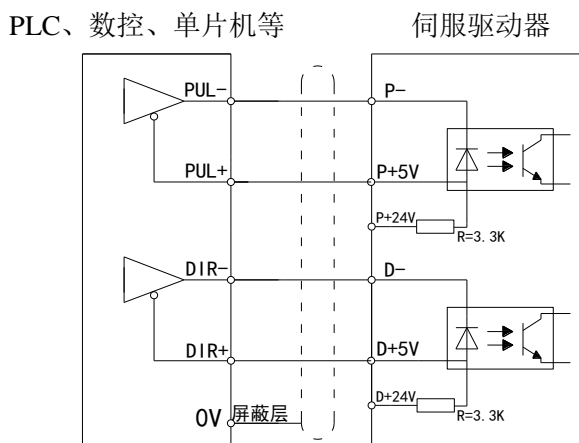 PLC、数控、单片机等
伺服驱动器
PUL-
P-
PUL+
P+5V
P+24V
R=3.3K
DIR-
D-
DIR+
D+5V
D+24V
R=3.3K
0V
屏蔽层